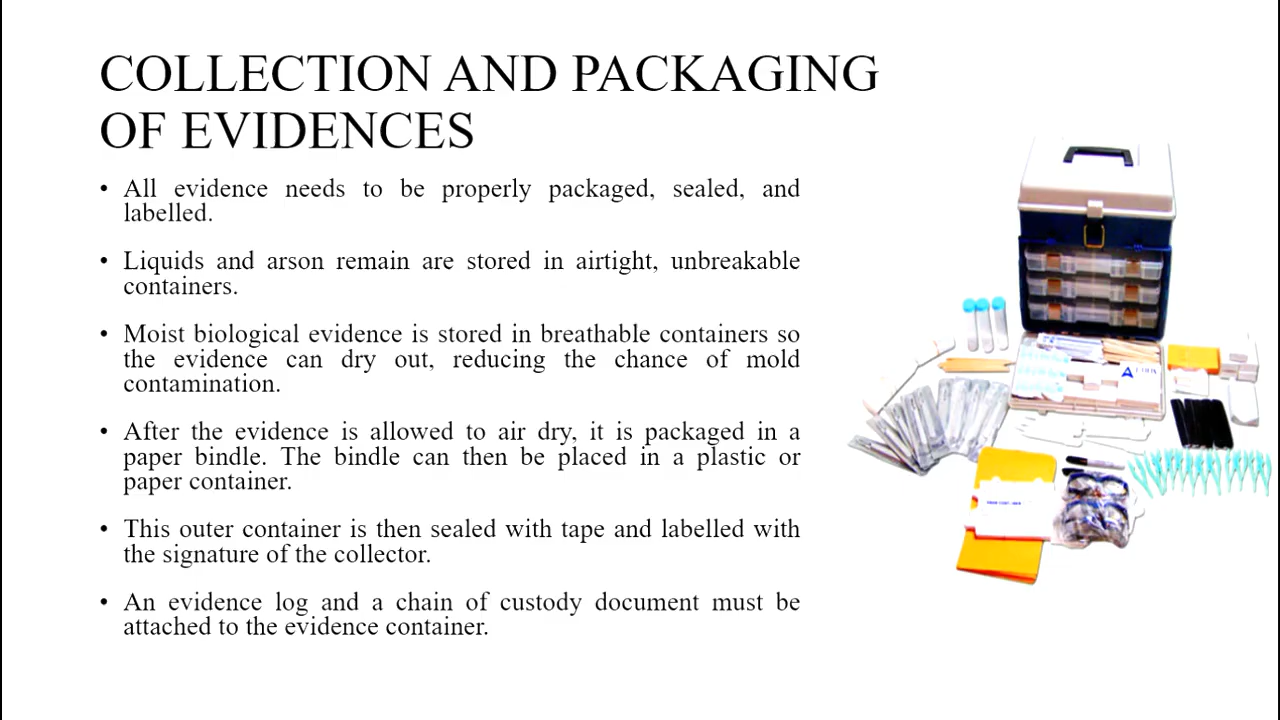 COLLECTION AND PACKAGING
OF EVIDENCES
• All evidence needs to be properly packaged, sealed, and
labelled.
• Liquids and arson remain are stored in airtight, unbreakable
containers.
• Moist biological evidence is stored in breathable containers so
the evidence can dry out, reducing the chance of mold
contamination.
• After the evidence is allowed to air dry, it is packaged in a
paper bindle. The bindle can then be placed in a plastic or
paper container.
• This outer container is then sealed with tape and labelled with
the signature of the collector.
• An evidence log and a chain of custody document must be
attached to the evidence container.